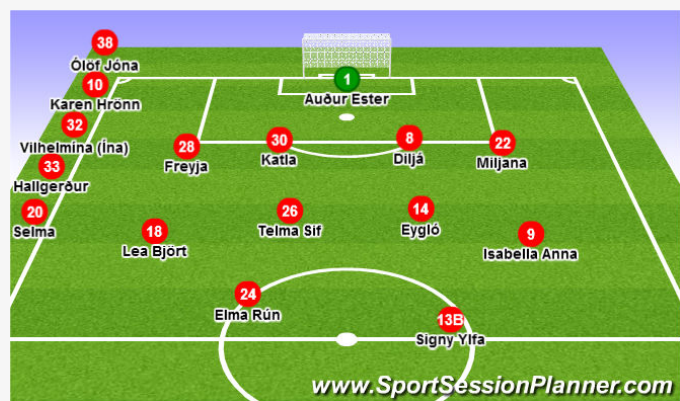 38
Ólöf Jóna
10
Karen Hrönn
32
Vilhelmína (Ína)
33
Hallgerður
20
Selma
1
Auður Ester
28
Freyja
30
Katla
8
Diljá
22
Miljana
18
Lea Björt
26
Telma Sif
14
Eygló
9
Isabella Anna
24
Elma Rún
13B
Signy Ylfa
www.SportSessionPlanner.com